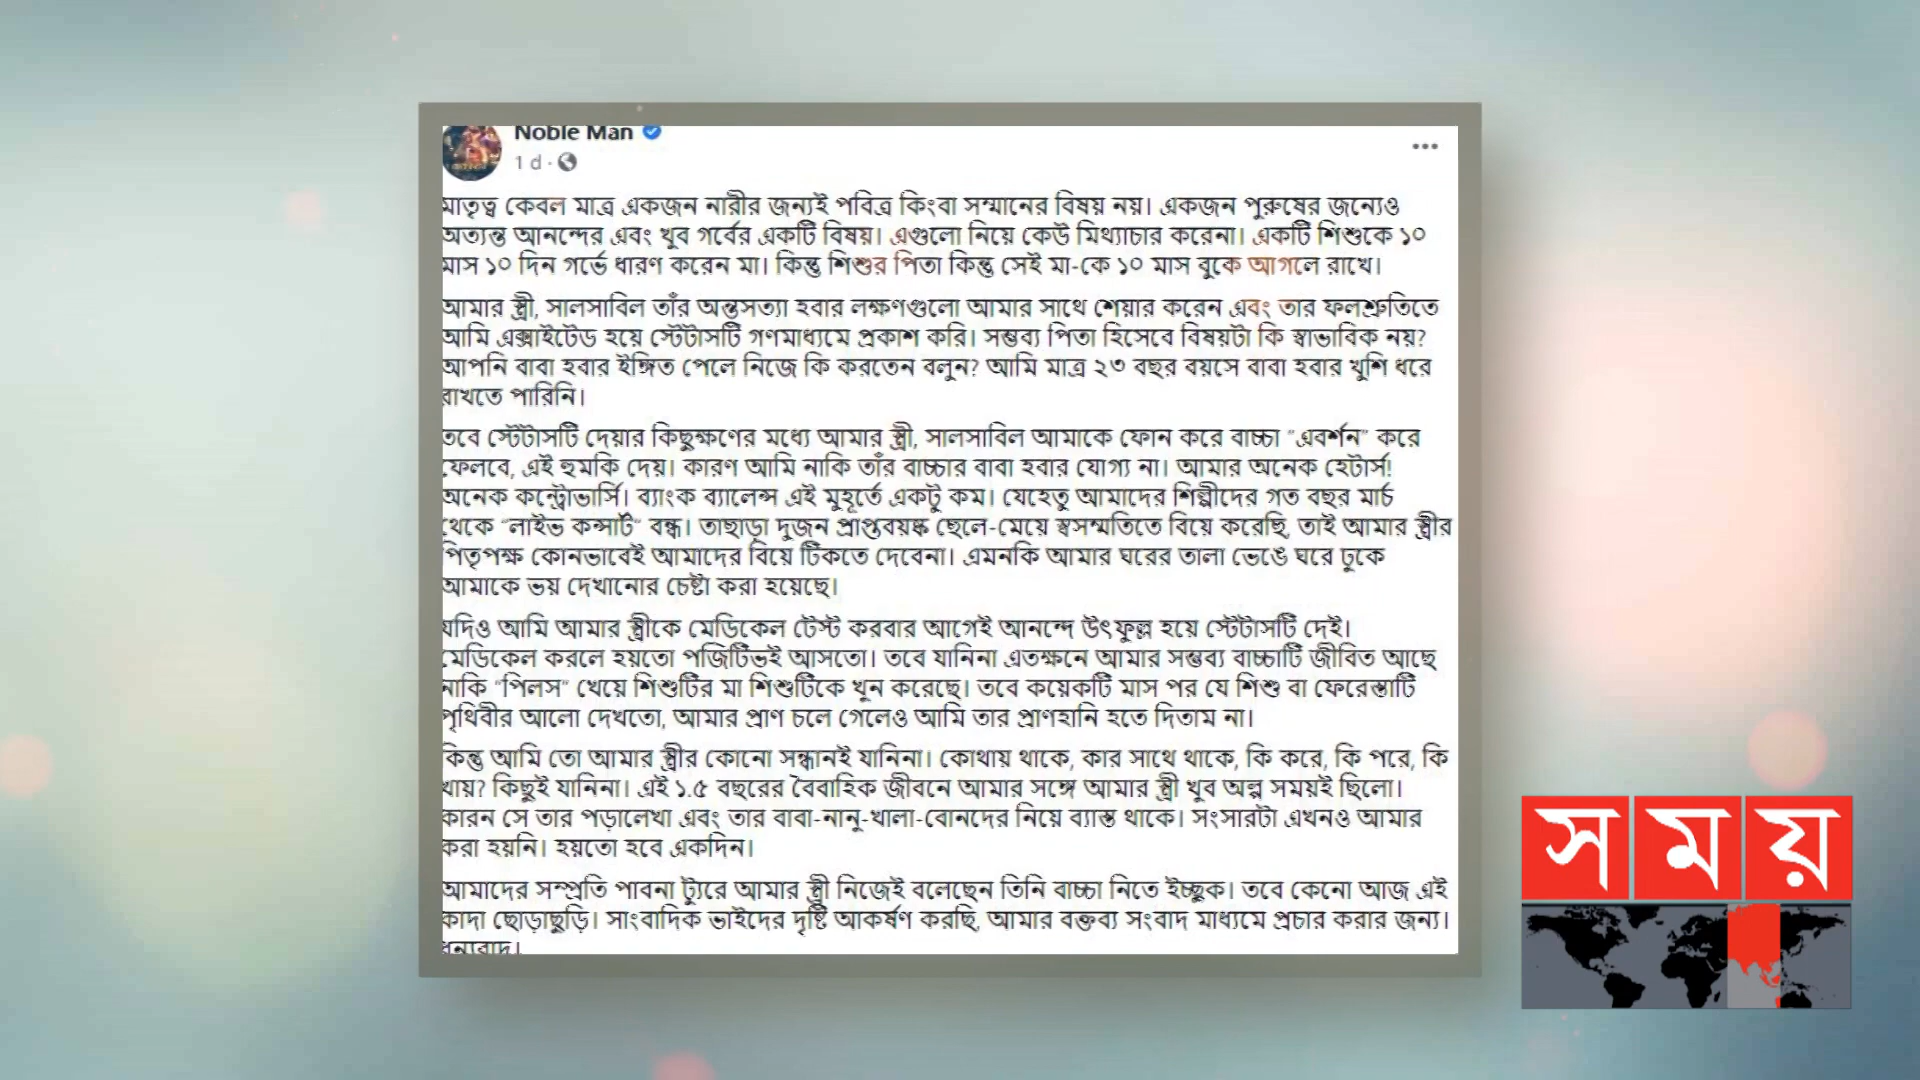 Noble Man
1 d
মাতৃত্ব কেবল মাত্র একজন নারীর জন্যই পবিত্র কিংবা সম্মানের বিষয় নয়। একজন পুরুষের জন্যেও
অত্যন্ত আনন্দের এবং খুব গর্বের একটি বিষয়। এগুলো নিয়ে কেউ মিথ্যাচার করেনা। একটি শিশুকে ১০
মাস ১০ দিন গর্ভে ধারণ করেন মা। কিন্তু শিশুর পিতা কিন্তু সেই মা-কে ১০ মাস বুকে আগলে রাখে।
আমার স্ত্রী, সালসাবিল তাঁর অন্তসত্যা হবার লক্ষণগুলো আমার সাথে শেয়ার করেন এবং তার ফলশ্রুতিতে
আমি এক্সাইটেড হয়ে স্টেটাসটি গণমাধ্যমে প্রকাশ করি। সম্ভব্য পিতা হিসেবে বিষয়টা কি স্বাভাবিক নয়?
আপনি বাবা হবার ইঙ্গিত পেলে নিজে কি করতেন বলুন? আমি মাত্র ২৩ বছর বয়সে বাবা হবার খুশি ধরে
রাখতে পারিনি।
তবে স্টেটাসটি দেয়ার কিছুক্ষণের মধ্যে আমার স্ত্রী, সালসাবিল আমাকে ফোন করে বাচ্চা “এবর্শন” করে
ফেলবে, এই হুমকি দেয়। কারণ আমি নাকি তাঁর বাচ্চার বাবা হবার যোগ্য না। আমার অনেক হেটার্স!
অনেক কন্ট্রোভার্সি। ব্যাংক ব্যালেন্স এই মুহূর্তে একটু কম। যেহেতু আমাদের শিল্পীদের গত বছর মার্চ
থেকে “লাইভ কন্সার্ট” বন্ধ। তাছাড়া দুজন প্রাপ্তবয়ষ্ক ছেলে-মেয়ে স্বসম্মতিতে বিয়ে করেছি, তাই আমার স্ত্রীর
পিতৃপক্ষ কোনভাবেই আমাদের বিয়ে টিকতে দেবেনা। এমনকি আমার ঘরের তালা ভেঙে ঘরে ঢুকে
আমাকে ভয় দেখানোর চেষ্টা করা হয়েছে।
যদিও আমি আমার স্ত্রীকে মেডিকেল টেস্ট করবার আগেই আনন্দে উৎফুল্ল হয়ে স্টেটাসটি দেই।
মেডিকেল করলে হয়তো পজিটিভই আসতো। তবে যানিনা এতক্ষনে আমার সম্ভব্য বাচ্চাটি জীবিত আছে
নাকি “পিলস” খেয়ে শিশুটির মা শিশুটিকে খুন করেছে। তবে কয়েকটি মাস পর যে শিশু বা ফেরেস্তাটি
পৃথিবীর আলো দেখতো, আমার প্রাণ চলে গেলেও আমি তার প্রাণহানি হতে দিতাম না।
কিন্তু আমি তো আমার স্ত্রীর কোনো সন্ধানই যানিনা। কোথায় থাকে, কার সাথে থাকে, কি করে, কি পরে, কি
খায়? কিছুই যানিনা। এই ১.৫ বছরের বৈবাহিক জীবনে আমার সঙ্গে আমার স্ত্রী খুব অল্প সময়ই ছিলো।
কারন সে তার পড়ালেখা এবং তার বাবা-নানু-খালা-বোনদের নিয়ে ব্যাস্ত থাকে। সংসারটা এখনও আমার
করা হয়নি। হয়তো হবে একদিন।
আমাদের সম্প্রতি পাবনা ট্যুরে আমার স্ত্রী নিজেই বলেছেন তিনি বাচ্চা নিতে ইচ্ছুক। তবে কেনো আজ এই
কাদা ছোড়াছুড়ি। সাংবাদিক ভাইদের দৃষ্টি আকর্ষণ করছি, আমার বক্তব্য সংবাদ মাধ্যমে প্রচার করার জন্য।
ধন্যবাদ।
সময়